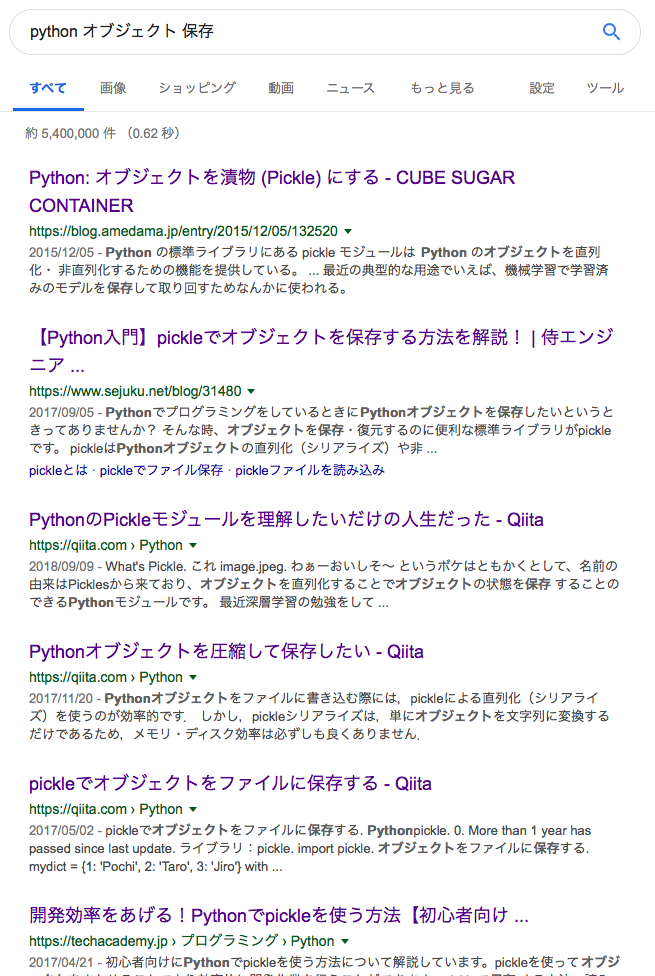 python オブジェクト 保存
すべて 画像 ショッピング 動画 ニュース もっと見る 設定 ツール
約 5,400,000 件 （0.62 秒）
Python: オブジェクトを漬物 (Pickle) にする - CUBE SUGAR
CONTAINER
https://blog.amedama.jp/entry/2015/12/05/132520
2015/12/05 - Python の標準ライブラリにある pickle モジュールは Python のオブジェクトを直列
化・ 非直列化するための機能を提供している。 ... 最近の典型的な用途でいえば、機械学習で学習済
みのモデルを保存して取り回すためなんかに使われる。
【Python入門】pickleでオブジェクトを保存する方法を解説！ | 侍エンジ
ニア ...
https://www.sejuku.net/blog/31480
2017/09/05 - Pythonでプログラミングをしているときに Pythonオブジェクトを保存したいというと
きってありませんか？ そんな時、オブジェクトを保存・復元するのに便利な標準ライブラリがpickle
です。 pickleはPythonオブジェクトの直列化（シリアライズ）や非 ...
pickleとは · pickleでファイル保存 · pickleファイルを読み込み
PythonのPickleモジュールを理解したいだけの人生だった - Qiita
https://qiita.com › Python
2018/09/09 - What's Pickle. これ image.jpeg. わぁーおいしそ〜 というボケはともかくとして、名前の
由来はPicklesから来ており、オブジェクトを直列化することでオブジェクトの状態を保存 することの
できるPythonモジュールです。 最近深層学習の勉強をして ...
Pythonオブジェクトを圧縮して保存したい - Qiita
https://qiita.com › Python
2017/11/20 - Pythonオブジェクトをファイルに書き込む際には，pickleによる直列化（シリアライ
ズ）を使うのが効率的です． しかし，pickleシリアライズは，単にオブジェクトを文字列に変換する
だけであるため，メモリ・ディスク効率は必ずしも良くありません．
pickleでオブジェクトをファイルに保存する - Qiita
https://qiita.com › Python
2017/05/02 - pickleでオブジェクトをファイルに保存する. Pythonpickle. 0. More than 1 year has
passed since last update. ライブラリ：pickle. import pickle. オブジェクトをファイルに保存する.
mydict = {1: 'Pochi', 2: 'Taro', 3: 'Jiro'} with ...
開発効率をあげる！Pythonでpickleを使う方法【初心者向け ...
https://techacademy.jp › プログラミング › Python
2017/04/21 - 初心者向けにPythonでpickleを使う方法について解説しています。pickleを使ってオブジ